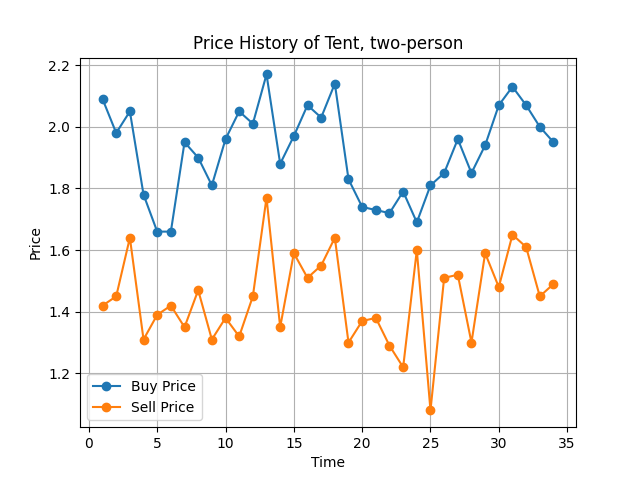 Price History of Tent, two-person
2.2
2.0
1.8
1.6
1.4
1.2
Price
Buy Price
Sell Price
0 5 10 15 20 25 30 35
Time